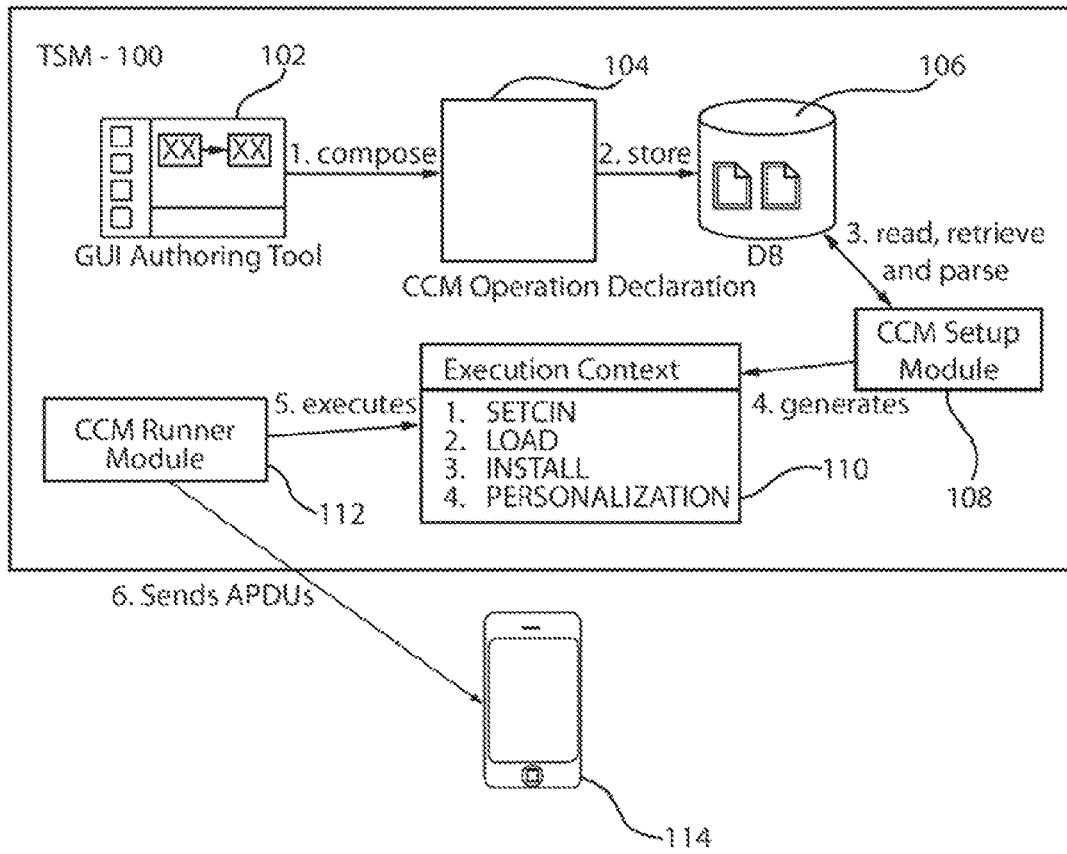 TSM - 100
102
104
106
XX
XX
1. compose
2. store
GUI Authoring Tool
CCM Operation Declaration
DB
3. read, retrieve
and parse
CCM Setup
Module
108
4. generates
Execution Context
1. SETCIN
2. LOAD
3. INSTALL
4. PERSONALIZATION
110
5. executes
CCM Runner
Module
112
6. Sends APDUs
114